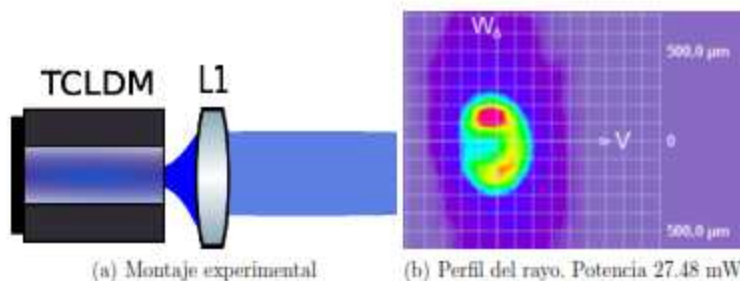 TCLDM
L1
W
500.0 µm
V
0
500.0 µm
(a) Montaje experimental
(b) Perfil del rayo. Potencia 27.48 mW